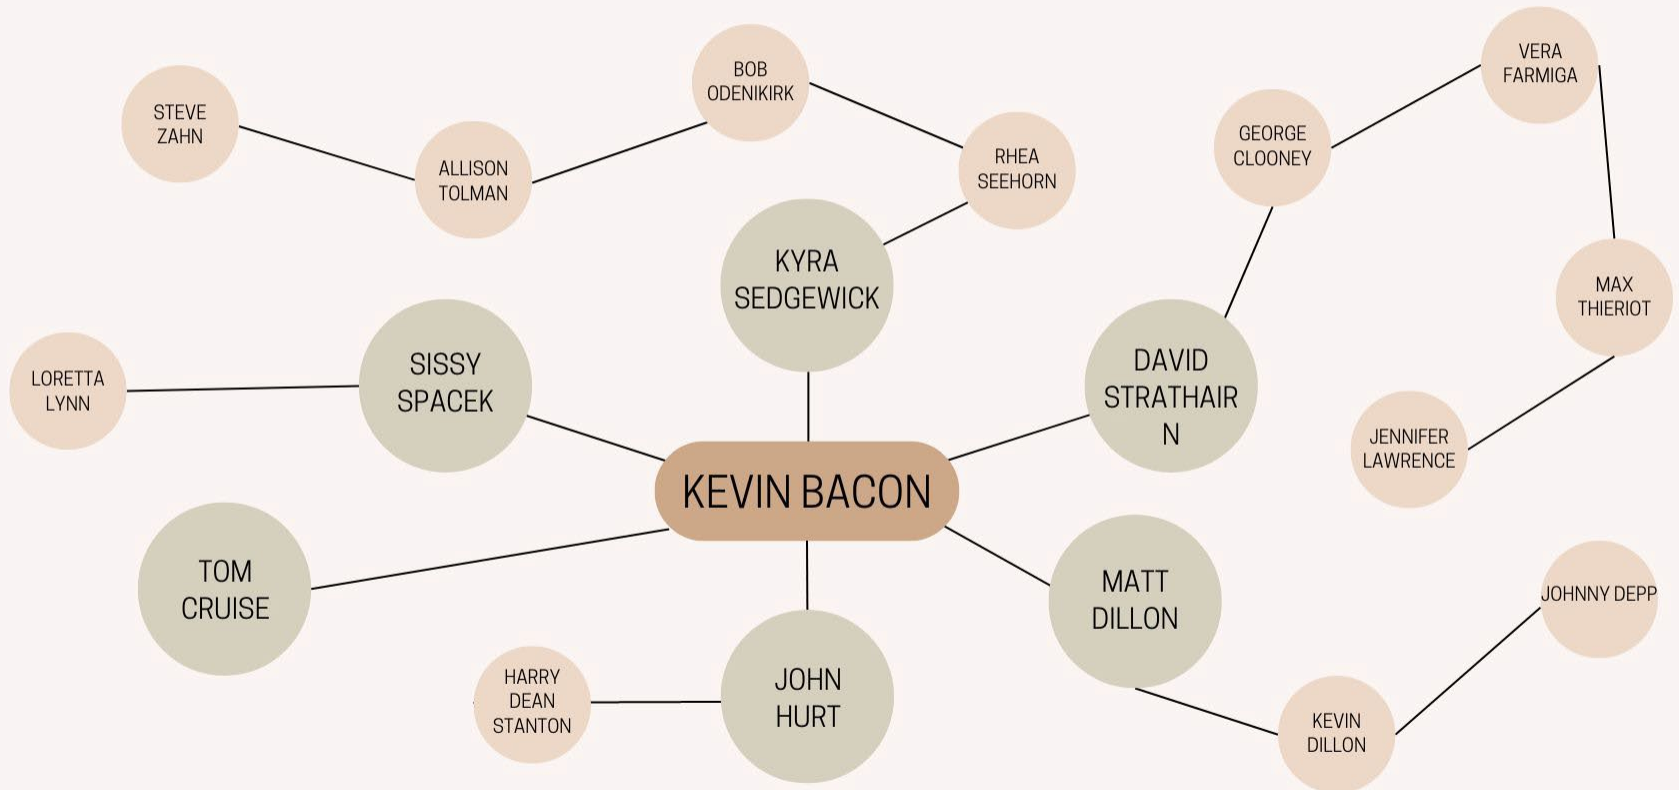 VERA
FARMIGA
BOB
ODENIKIRK
STEVE
ZAHN
GEORGE
CLOONEY
ALLISON
TOLMAN
RHEA
SEEHORN
KYRA
SEDGEWICK
MAX
THIERIOT
LORETTA
LYNN
SISSY
SPACEK
DAVID
STRATHAIR
N
JENNIFER
LAWRENCE
KEVIN BACON
TOM
CRUISE
MATT
DILLON
JOHNNY DEPP
HARRY
DEAN
STANTON
JOHN
HURT
KEVIN
DILLON